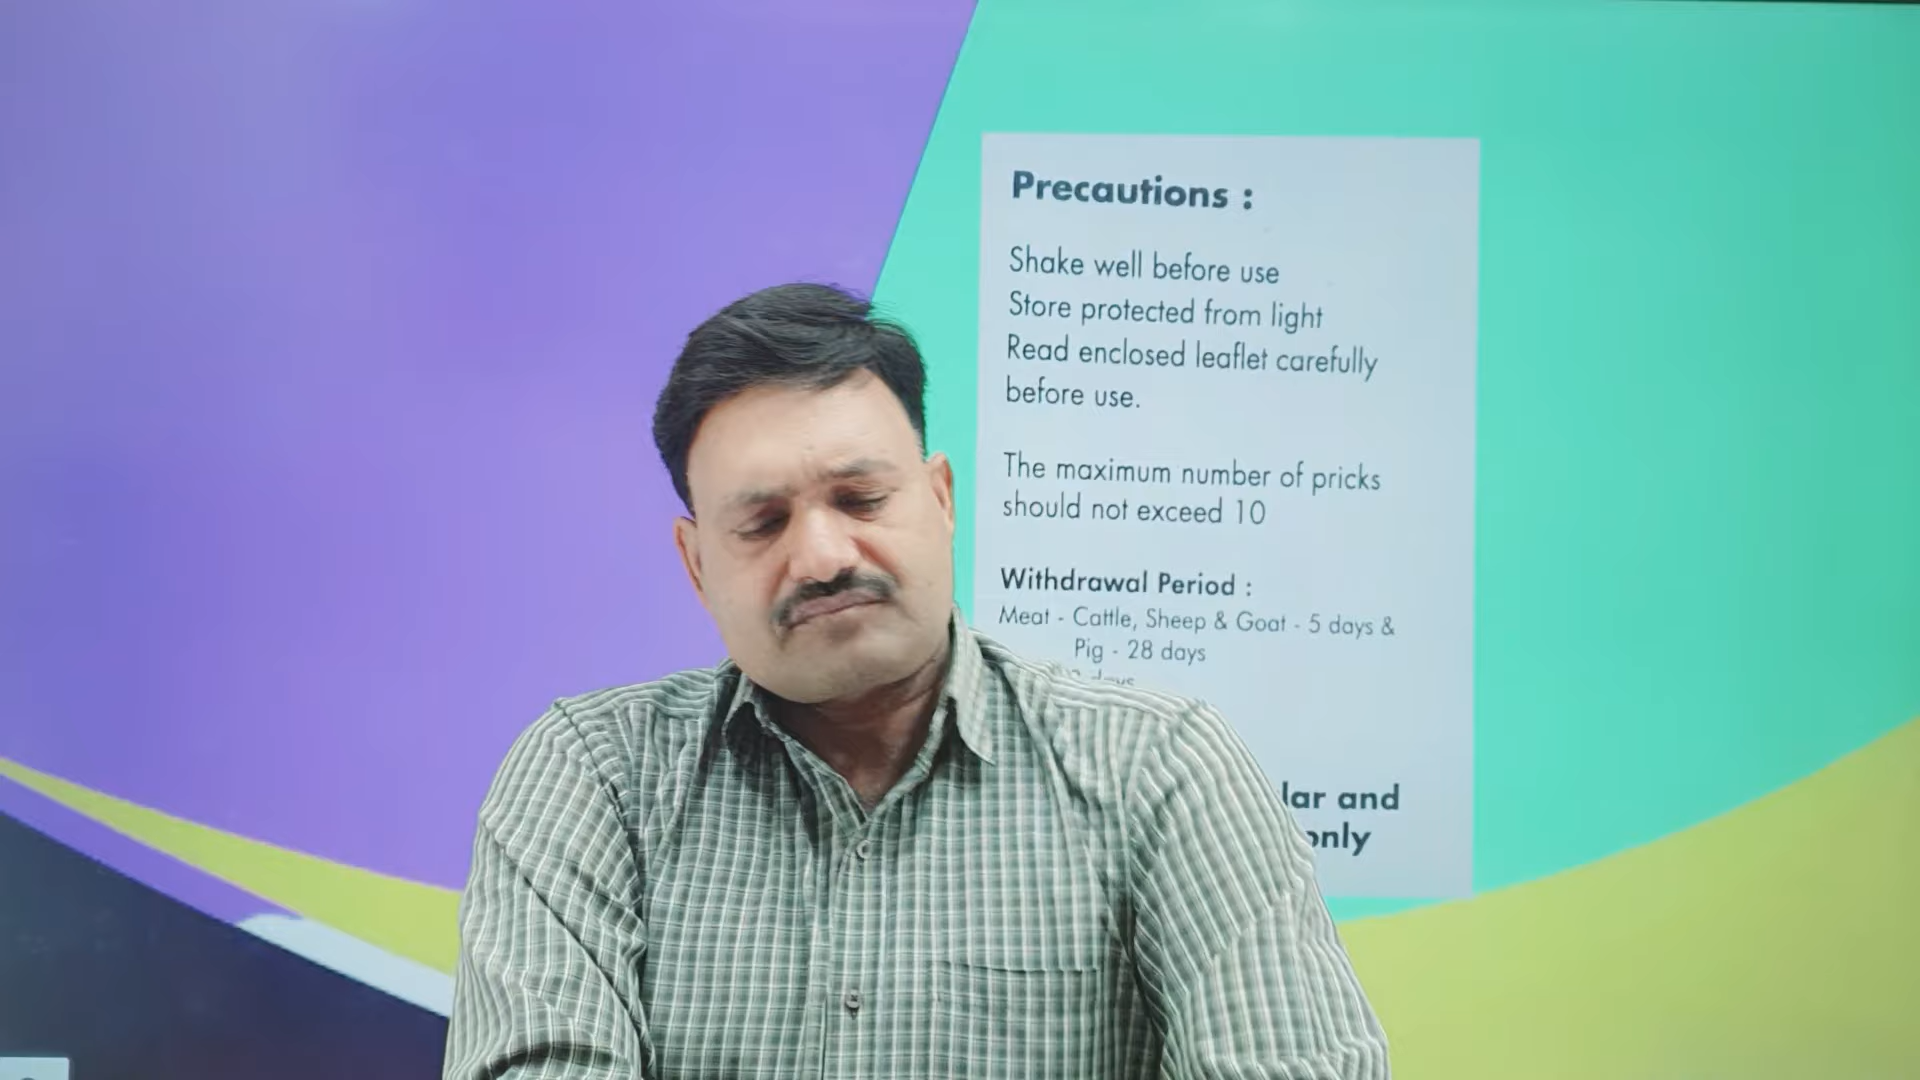 Precautions :
Shake well before use
Store protected from light
Read enclosed leaflet carefully
before use.
The maximum number of pricks
should not exceed 10
Withdrawal Period :
Meat - Cattle, Sheep & Goat - 5 days &
Pig - 28 days
days
and
only